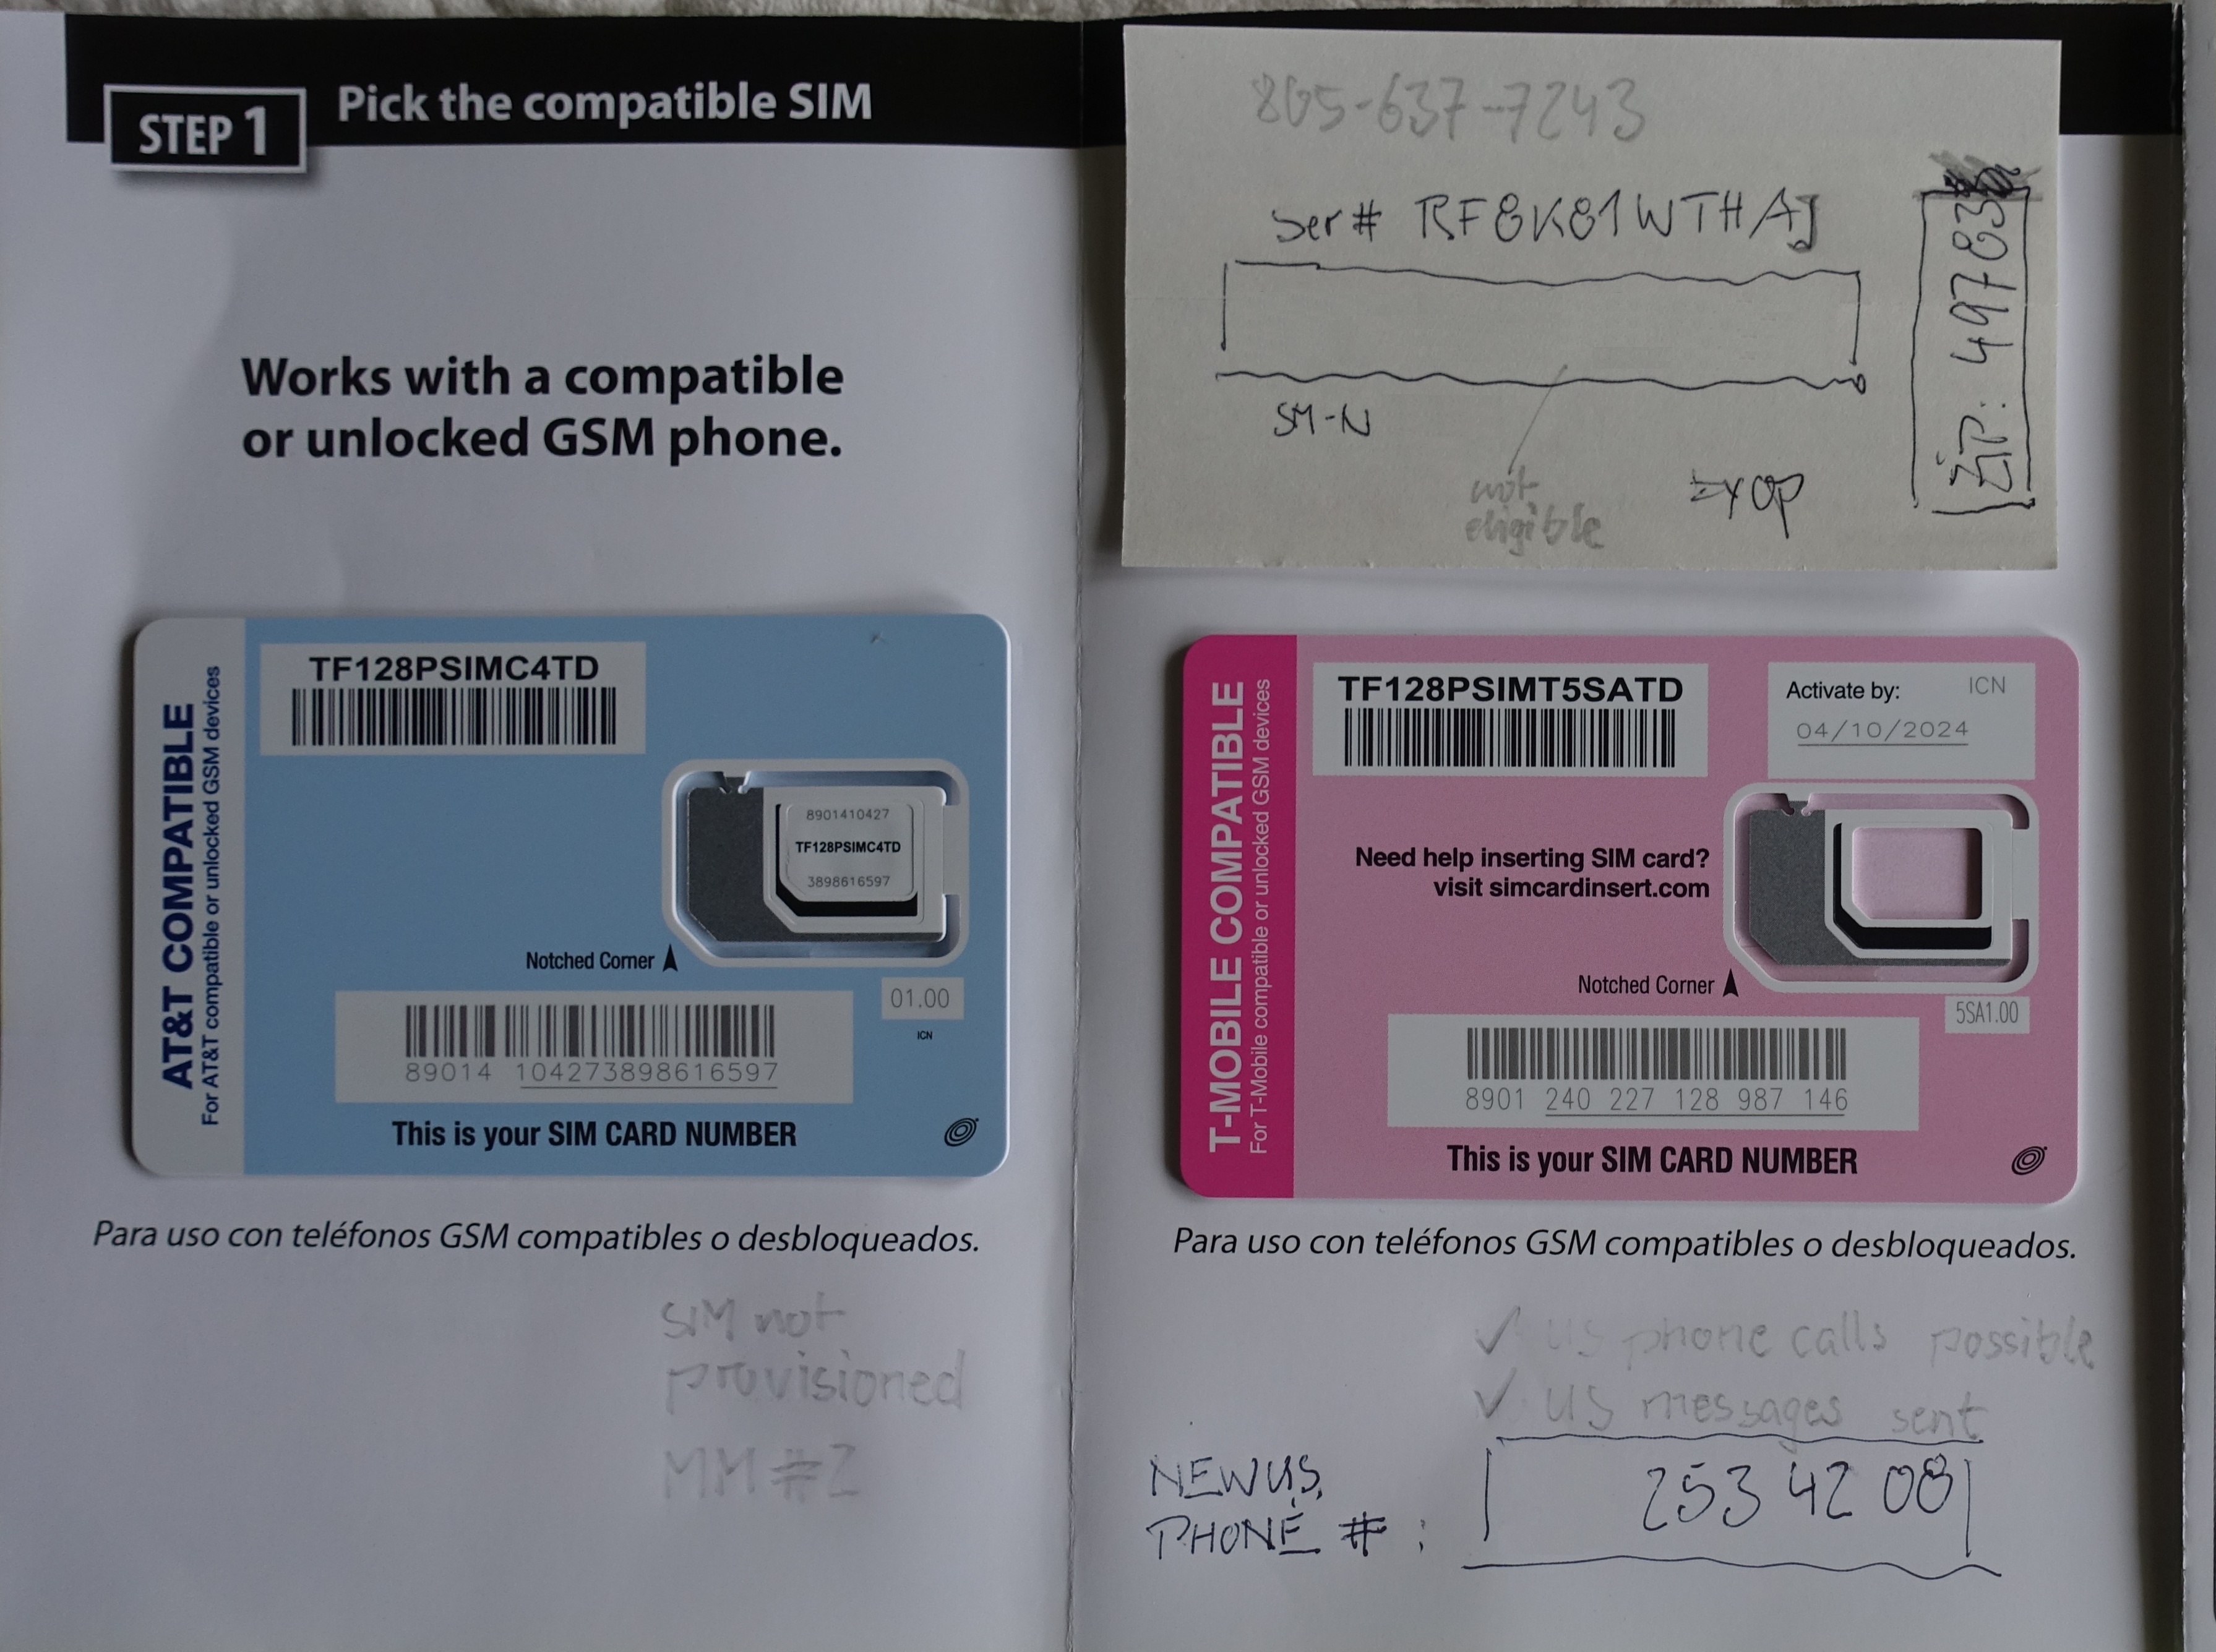 STEP 1
Pick the compatible SIM
Works with a compatible
or unlocked GSM phone.
805-637-7243
Ser# RF8K81WTHAJ
SM-N
not
eligible
ZIP: 49783
AT&T COMPATIBLE
For AT&T compatible or unlocked GSM devices
TF128PSIMC4TD
8901410427
TF128PSIMC4TD
3898616597
Notched Corner
01.00
ICN
89014 104273898616597
This is your SIM CARD NUMBER
Para uso con teléfonos GSM compatibles o desbloqueados.
SIM not
provisioned
MM #2
T-MOBILE COMPATIBLE
For T-Mobile compatible or unlocked GSM devices
TF128PSIMT5SATD
Activate by: ICN
04/10/2024
Need help inserting SIM card?
visit simcardinsert.com
Notched Corner
5SA1.00
8901 240 227 128 987 146
This is your SIM CARD NUMBER
Para uso con teléfonos GSM compatibles o desbloqueados.
✓ US phone calls possible
✓ US messages sent
NEW US
PHONE # :
253 42 08